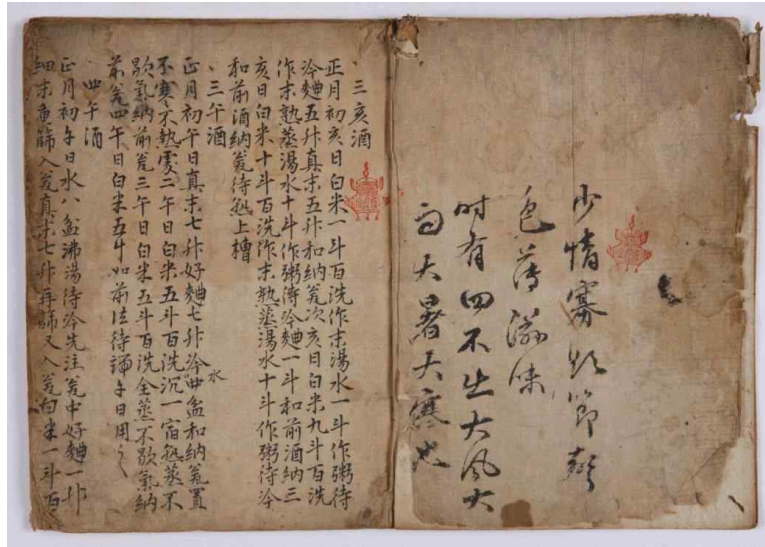 少情寡欲節聲
色薄滋味
時有四不出大風大
雨大暑大寒也
、三亥酒
正月初亥日白米一斗百洗作末湯水一斗作粥待
冷麯五升真末五升和納瓮次亥日白米九斗百洗
作末熟蒸湯水十斗作粥待冷麯一斗和前酒納三
亥日白米十斗百洗作末熟蒸湯水十斗作粥待冷
和前酒納瓮待熟上槽
、三午酒
正月初午日真末七升好麯七升冷水四盆和納瓮置
不寒不熱處二午日白米五斗百洗沉一宿熟蒸不
歇氣納前瓮三午日白米五斗百洗全蒸不歇氣納
前瓮四午日白米五斗如前法待端午日用之
、四午酒
正月初午日水八盆沸湯待冷先注瓮中好麯一升
細末重篩入瓮真末七升再篩又入瓮白米一斗百